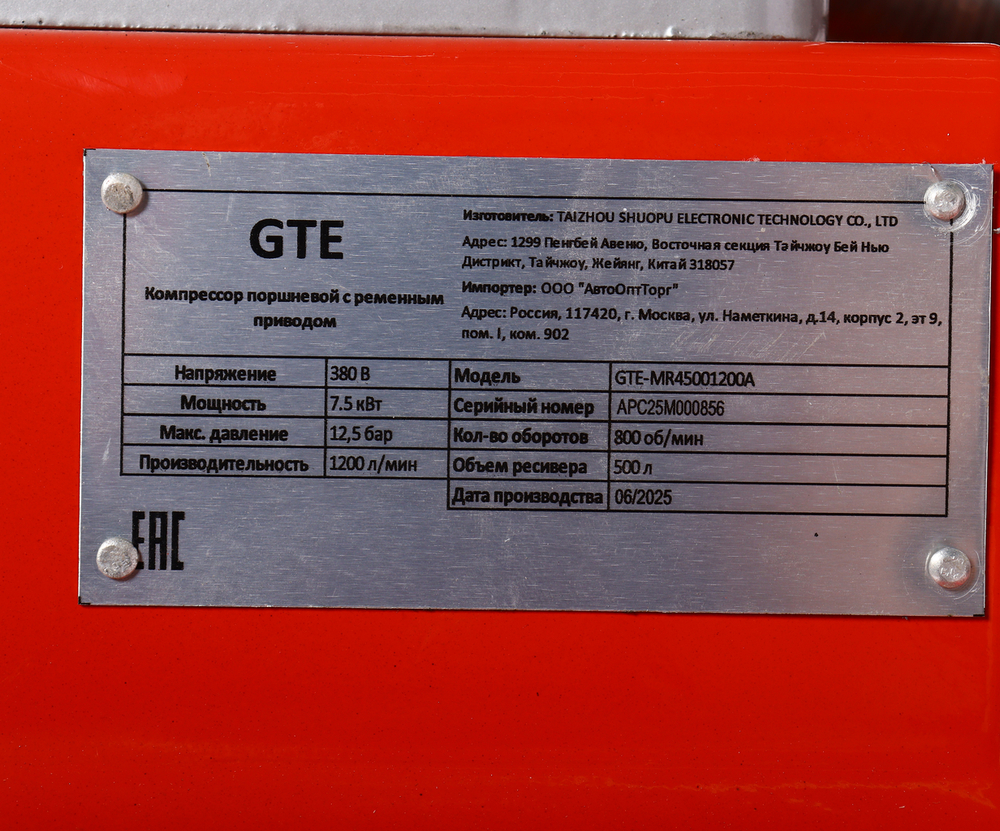 GTE
Компрессор поршневой с ременным
приводом
Изготовитель: TAIZHOU SHUOPU ELECTRONIC TECHNOLOGY CO., LTD
Адрес: 1299 Пенгбей Авеню, Восточная секция Тэйчжоу Бей Нью
Дистрикт, Тайчжоу, Жейянг, Китай 318057
Импортер: ООО "АвтоОптТорг"
Адрес: Россия, 117420, г. Москва, ул. Наметкина, д.14, корпус 2, эт 9,
пом. I, ком. 902
Напряжение 380 В Модель GTE-MR45001200A
Мощность 7.5 кВт Серийный номер APC25M000856
Макс. давление 12,5 бар Кол-во оборотов 800 об/мин
Производительность 1200 л/мин Объем ресивера 500 л
Дата производства 06/2025
EAC